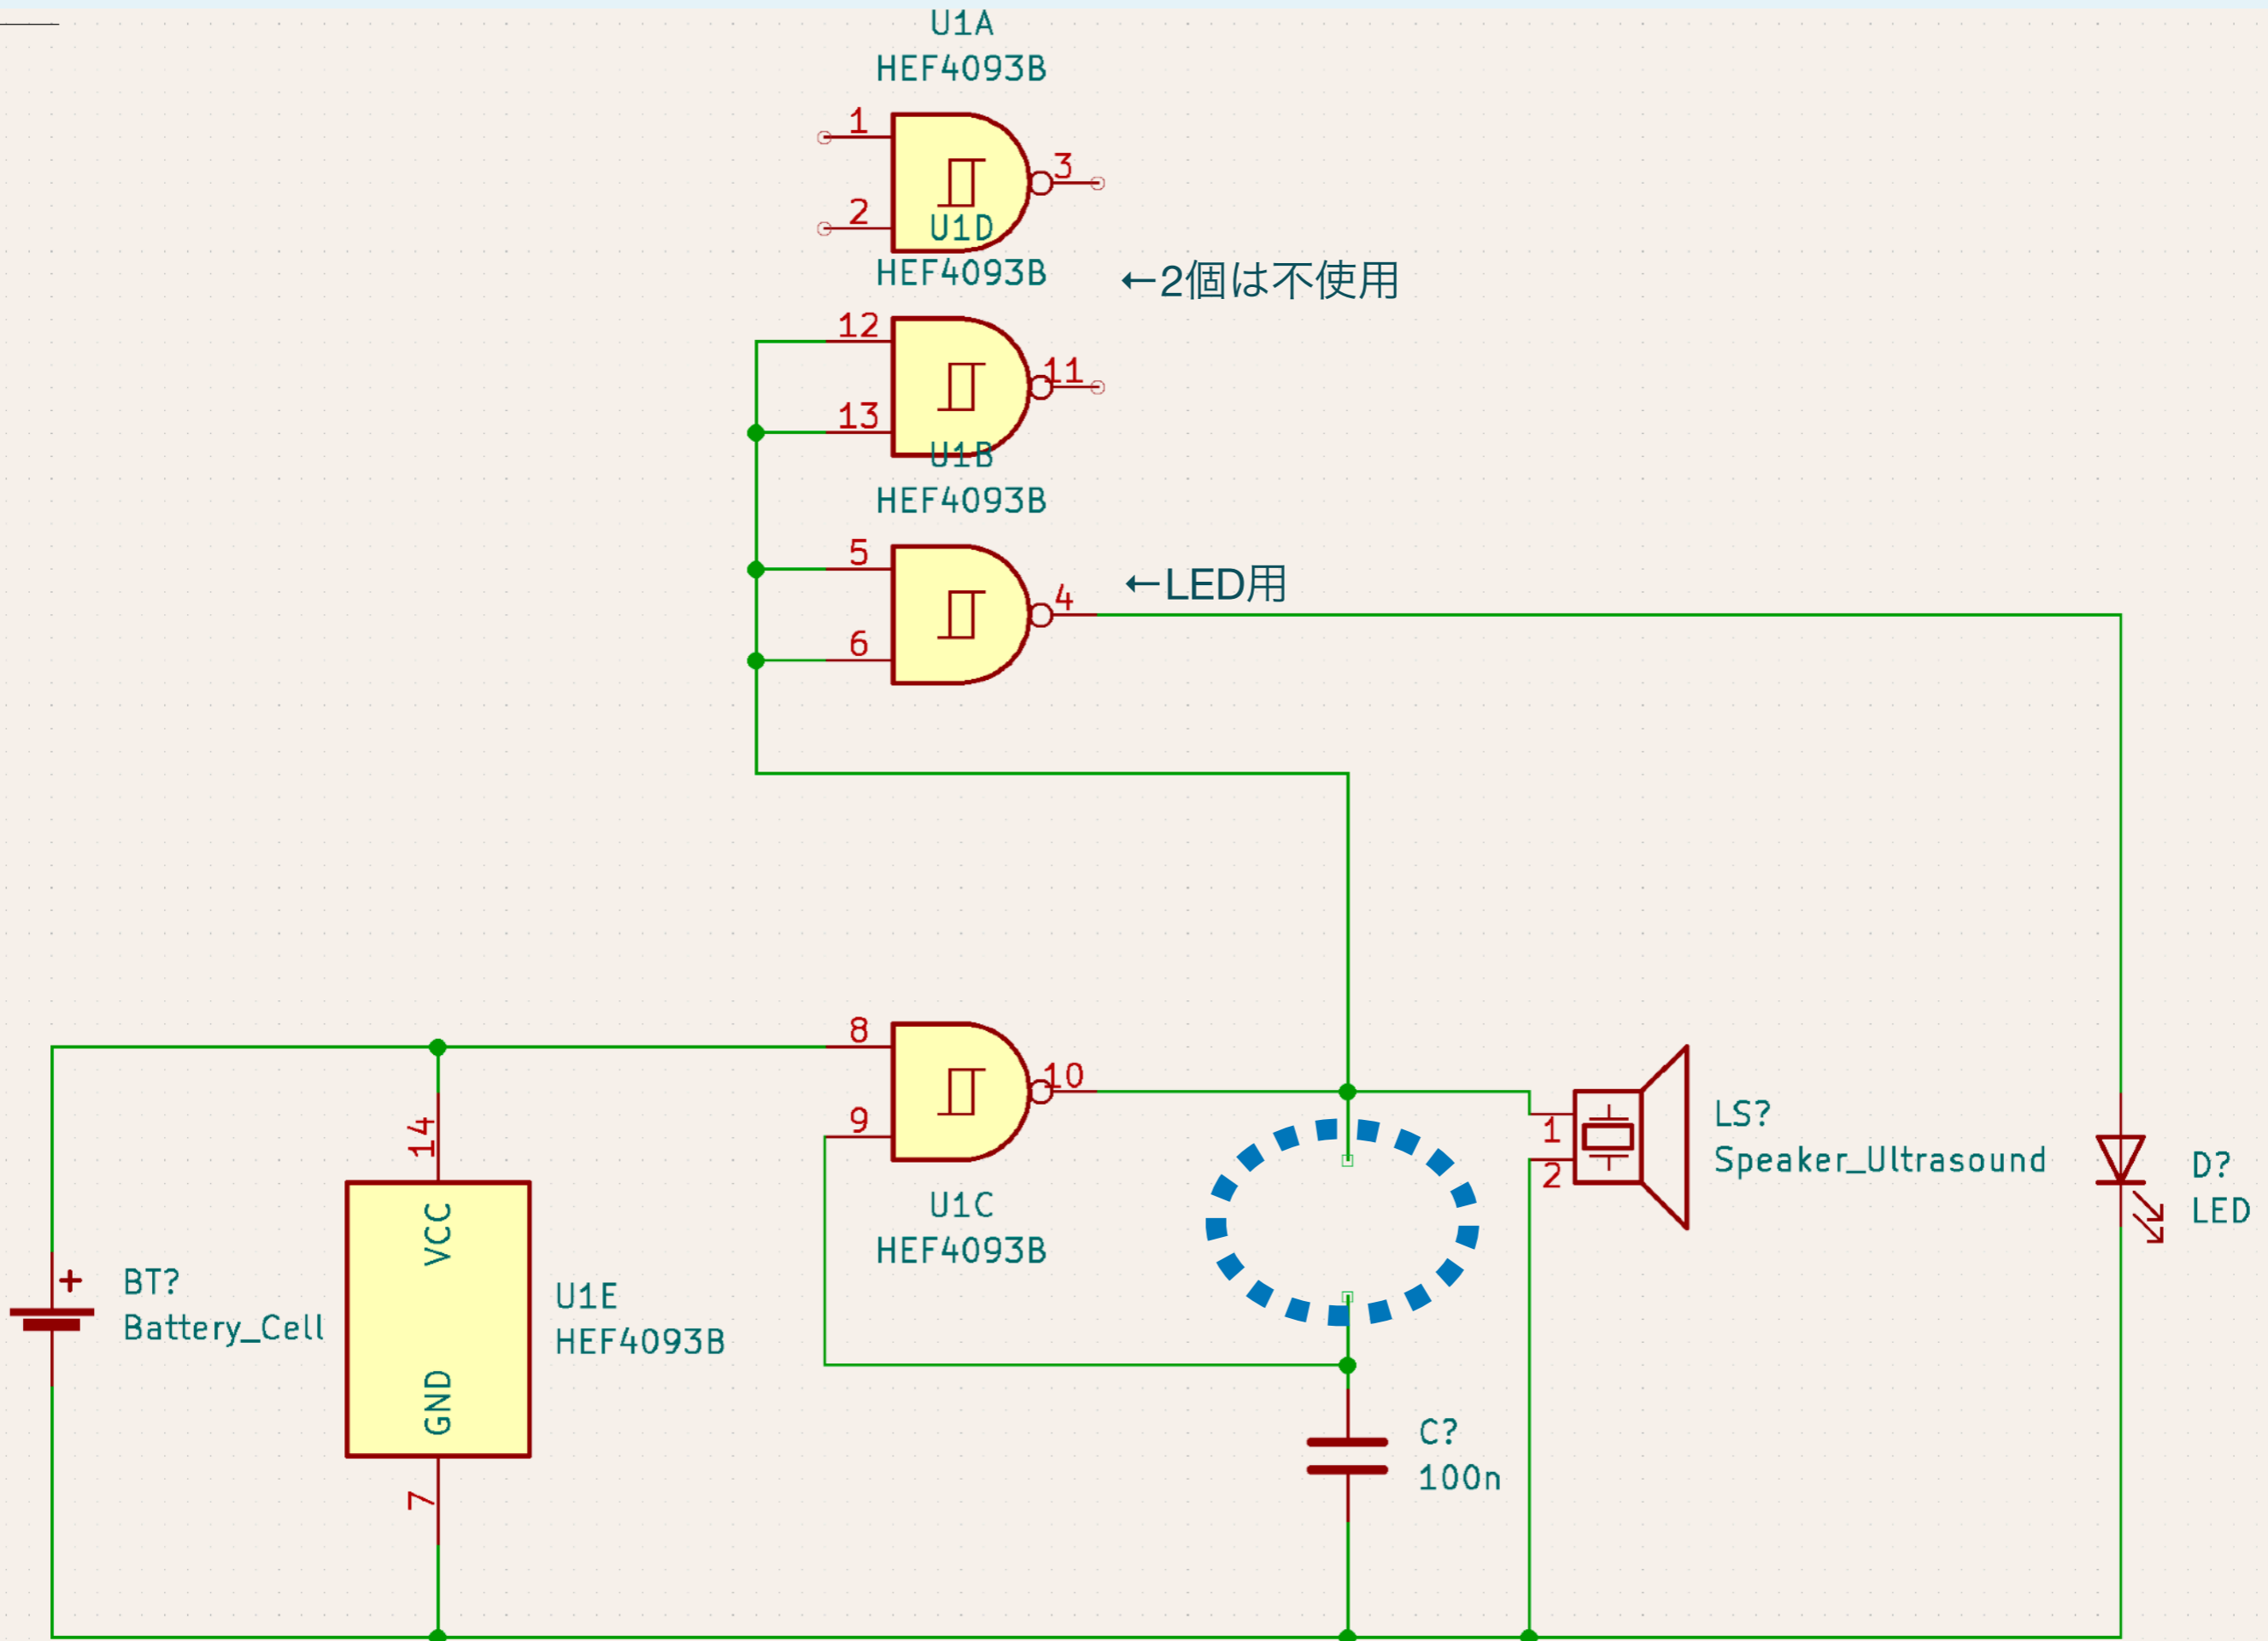 U1A
HEF4093B
1
3
2
U1D
HEF4093B
←2個は不使用
12
11
13
U1B
HEF4093B
5
←LED用
4
6
8
10
9
14
VCC
GND
7
U1C
HEF4093B
1
2
LS?
Speaker_Ultrasound
D?
LED
+
BT?
Battery_Cell
U1E
HEF4093B
C?
100n